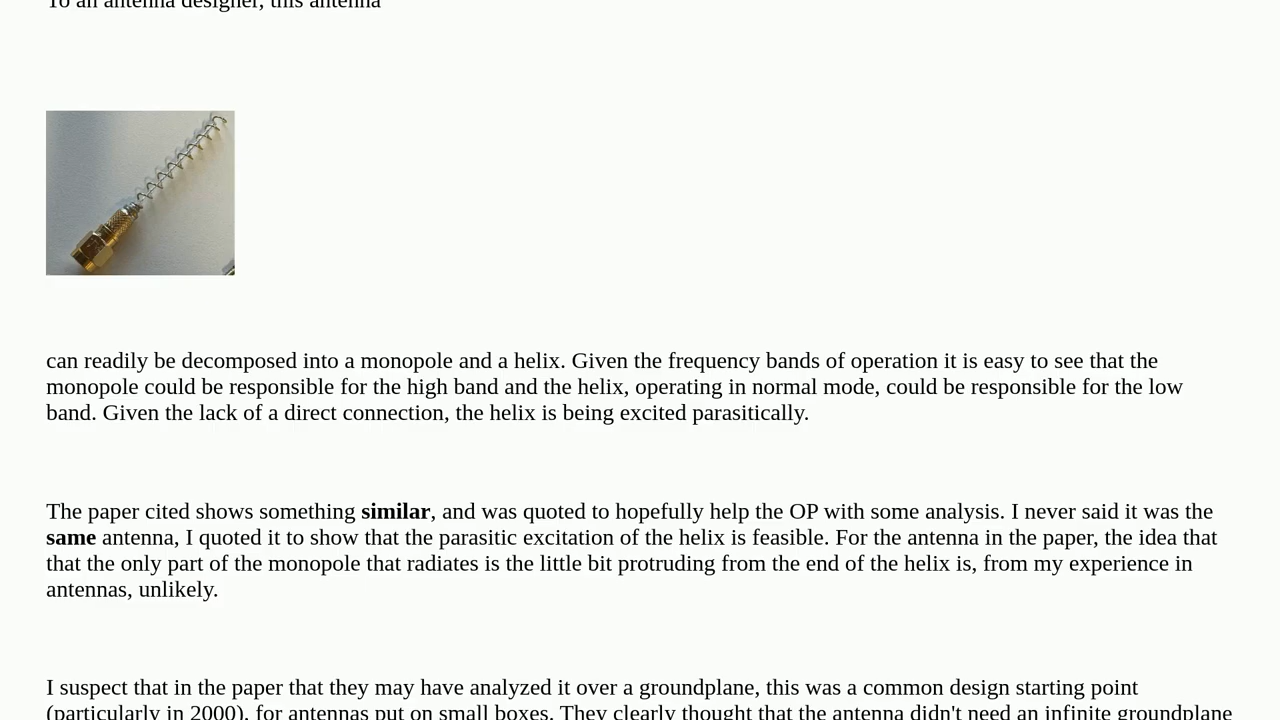 To an antenna designer, this antenna
can readily be decomposed into a monopole and a helix. Given the frequency bands of operation it is easy to see that the
monopole could be responsible for the high band and the helix, operating in normal mode, could be responsible for the low
band. Given the lack of a direct connection, the helix is being excited parasitically.
The paper cited shows something similar, and was quoted to hopefully help the OP with some analysis. I never said it was the
same antenna, I quoted it to show that the parasitic excitation of the helix is feasible. For the antenna in the paper, the idea that
that the only part of the monopole that radiates is the little bit protruding from the end of the helix is, from my experience in
antennas, unlikely.
I suspect that in the paper that they may have analyzed it over a groundplane, this was a common design starting point
(particularly in 2000), for antennas put on small boxes. They clearly thought that the antenna didn't need an infinite groundplane